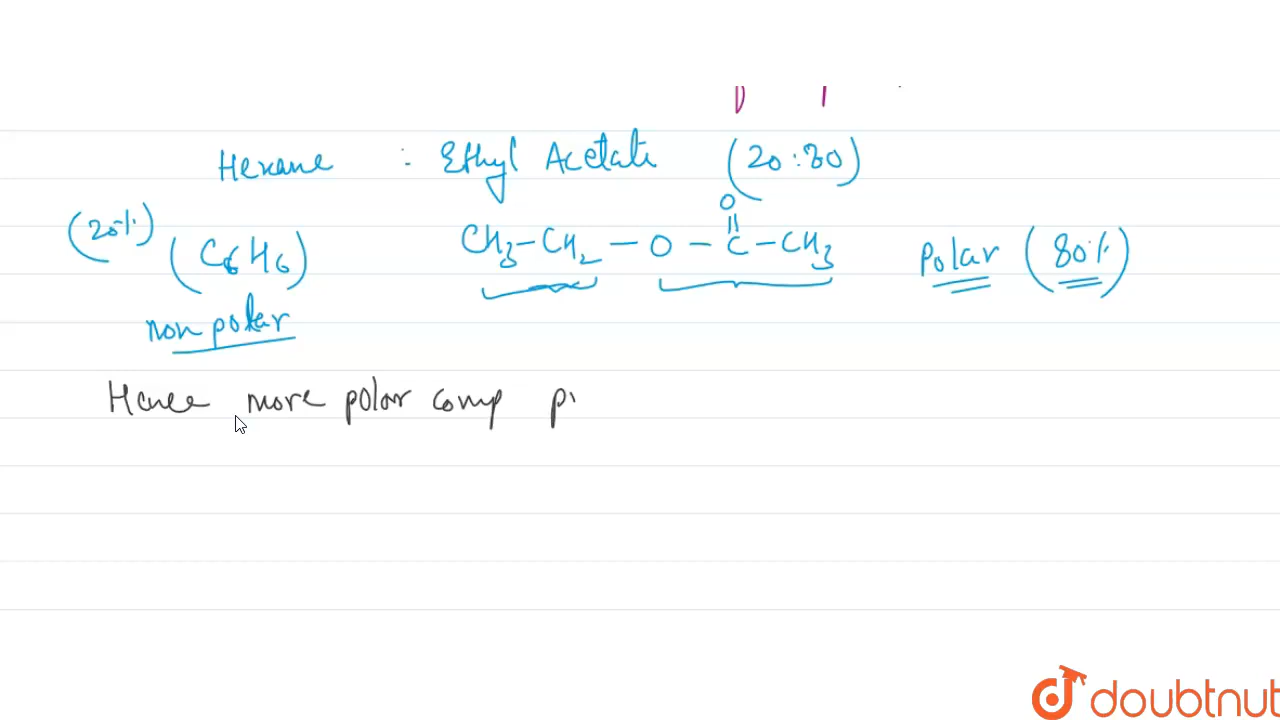 Hexane : Ethyl Acetate (20:80)
O
(20%) (C6H6) CH3-CH2-O-C-CH3 Polar (80%)
non polar
Hence more polar comp
doubtnut